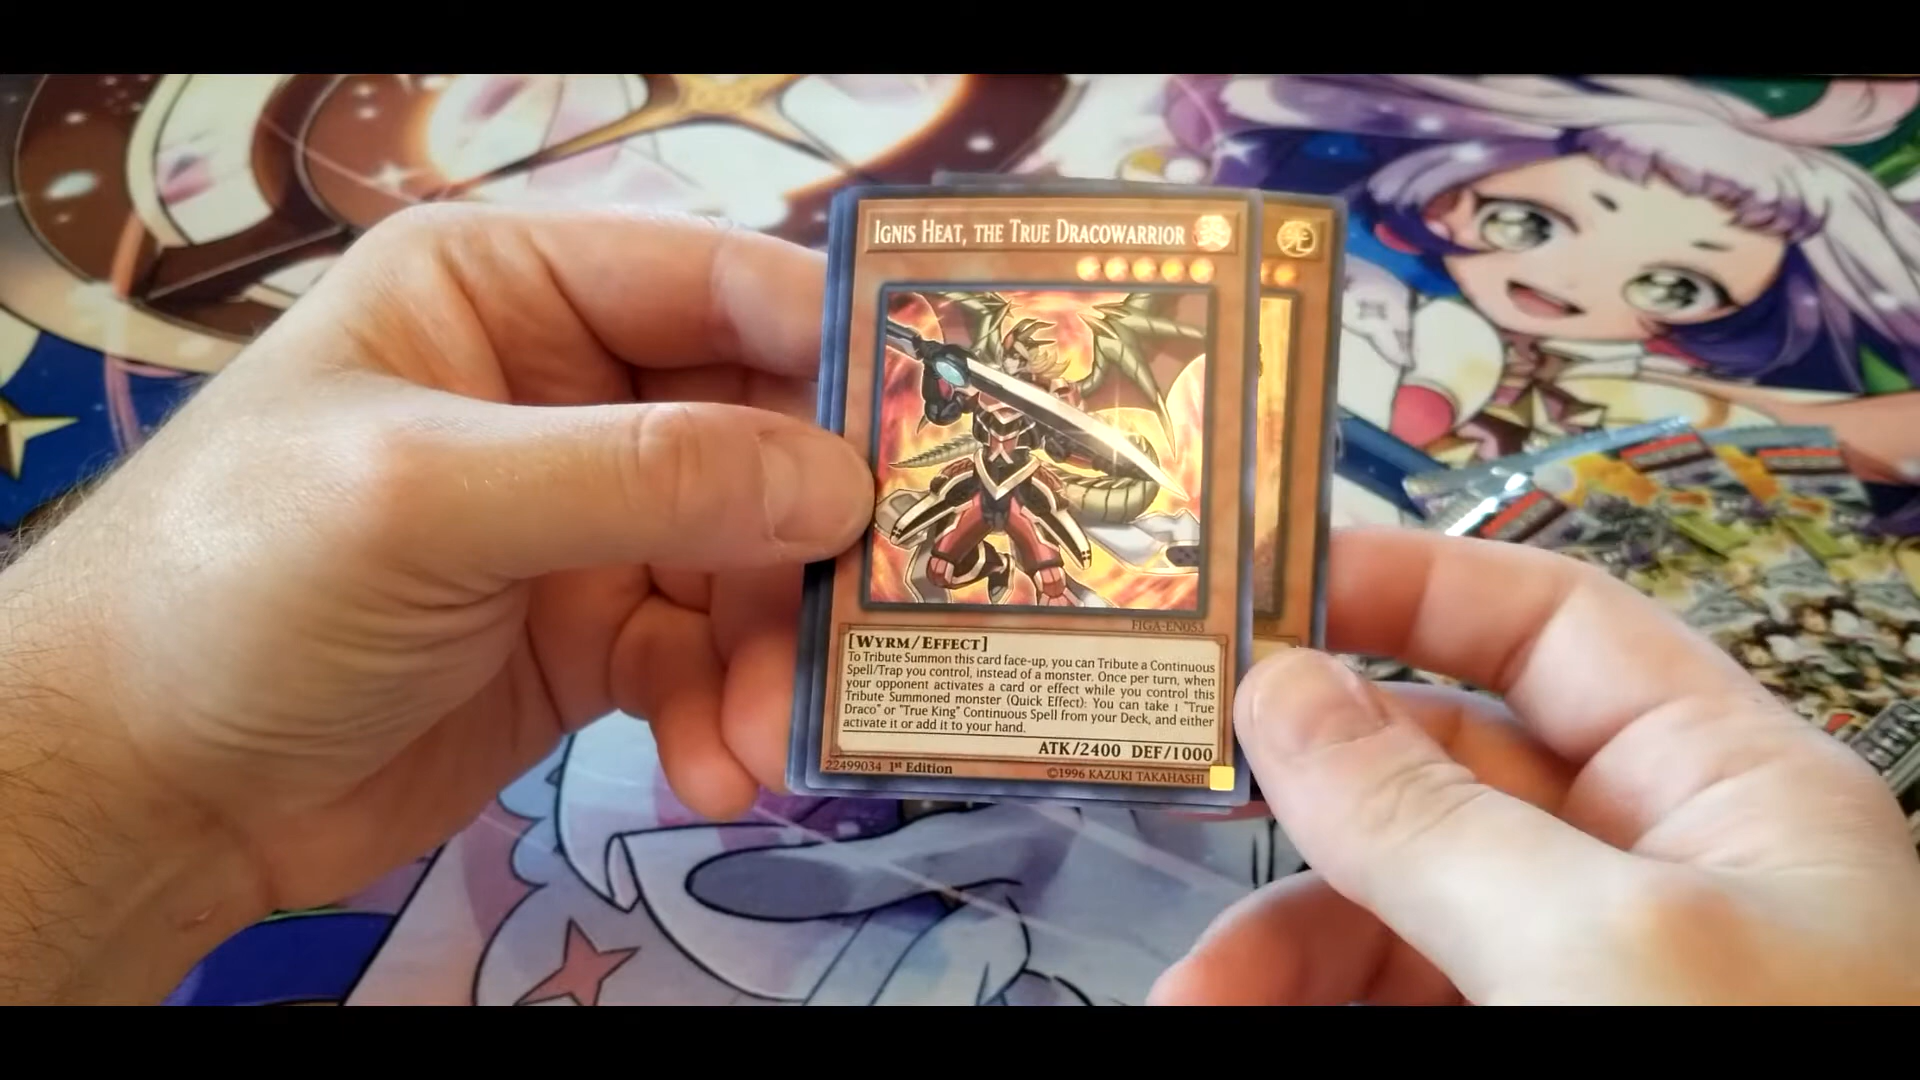 IGNIS HEAT, THE TRUE DRACOWARRIOR
FIGA-EN053
[WYRM/EFFECT]
To Tribute Summon this card face-up, you can Tribute a Continuous
Spell/Trap you control, instead of a monster. Once per turn, when
your opponent activates a card or effect while you control this
Tribute Summoned monster (Quick Effect): You can take 1 "True
Draco" or "True King" Continuous Spell from your Deck, and either
activate it or add it to your hand.
ATK/2400 DEF/1000
22499034 1st Edition
©1996 KAZUKI TAKAHASHI
光